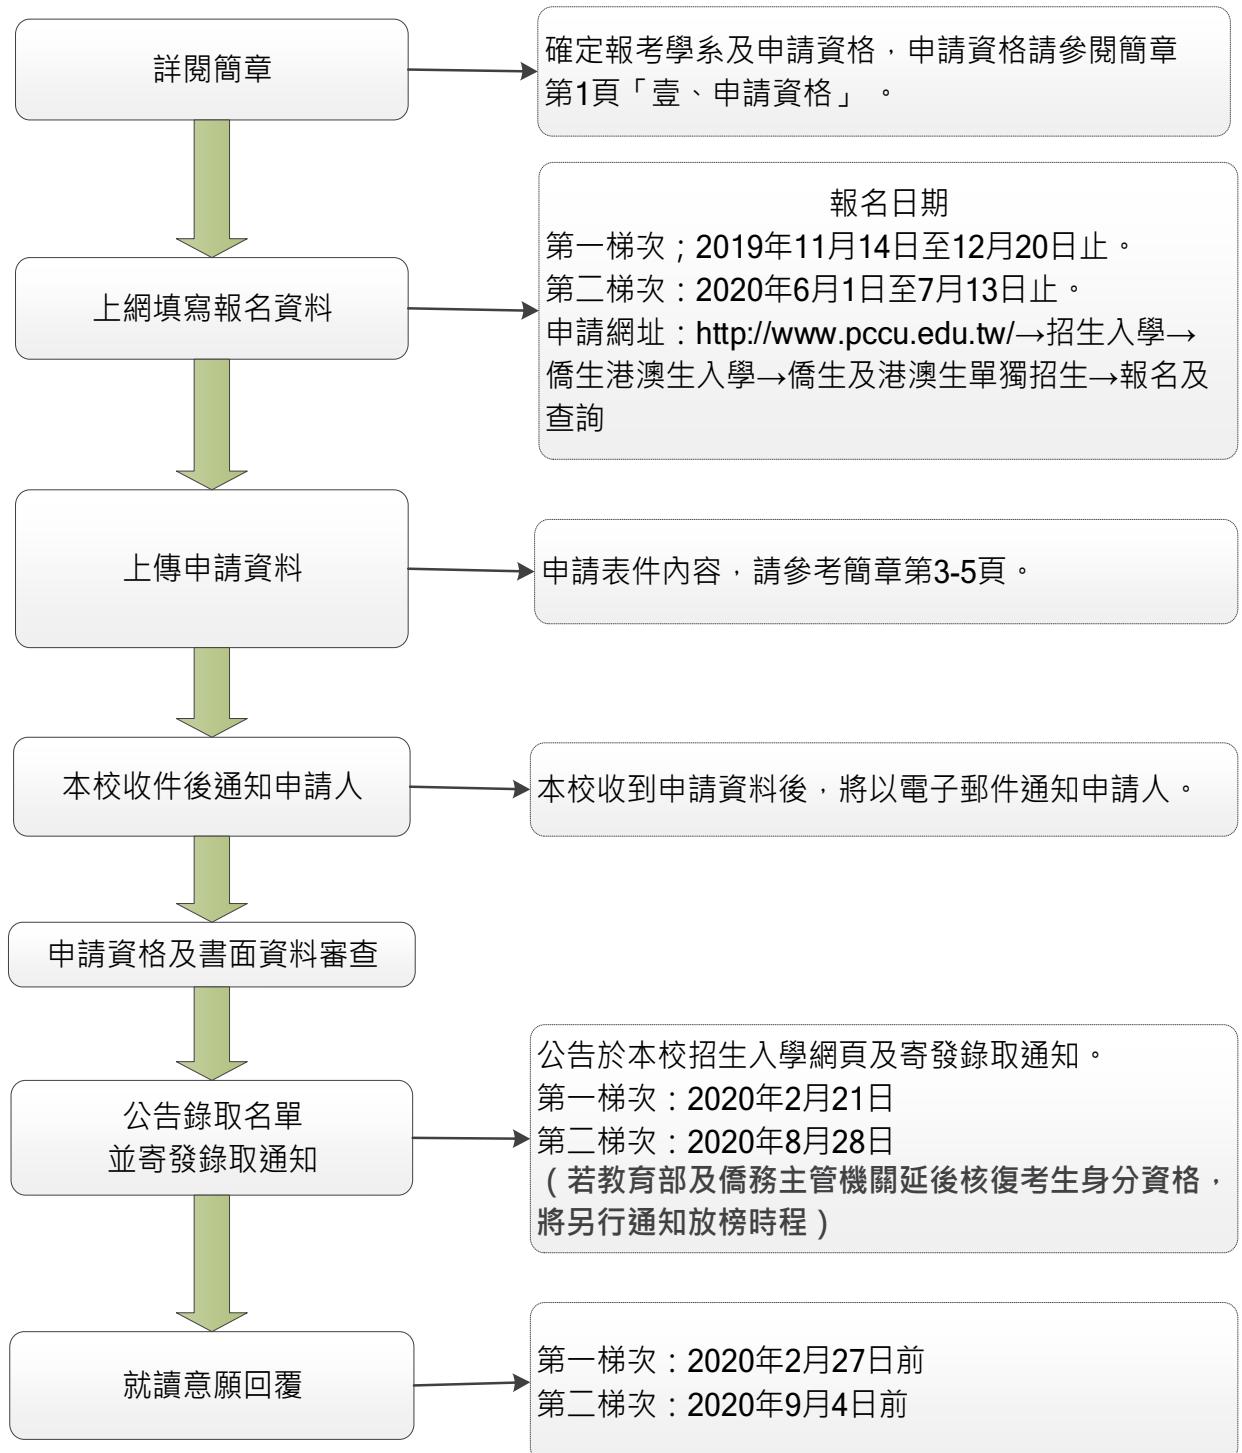 詳閱簡章
確定報考學系及申請資格，申請資格請參閱簡章
第1頁「壹、申請資格」 。
報名日期
第一梯次；2019年11月14日至12月20日止。
第二梯次：2020年6月1日至7月13日止。
申請網址：http://www.pccu.edu.tw/→招生入學→
僑生港澳生入學→僑生及港澳生單獨招生→報名及
查詢
上網填寫報名資料
上傳申請資料
申請表件內容，請參考簡章第3-5頁。
本校收件後通知申請人
本校收到申請資料後，將以電子郵件通知申請人。
申請資格及書面資料審查
公告錄取名單
並寄發錄取通知
公告於本校招生入學網頁及寄發錄取通知。
第一梯次：2020年2月21日
第二梯次：2020年8月28日
（若教育部及僑務主管機關延後核復考生身分資格，
將另行通知放榜時程）
就讀意願回覆
第一梯次：2020年2月27日前
第二梯次：2020年9月4日前